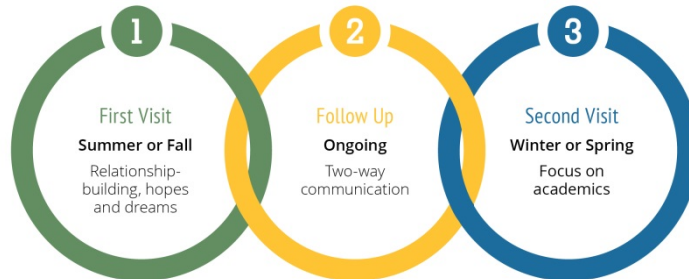 1
First Visit
Summer or Fall
Relationship-
building, hopes
and dreams
2
Follow Up
Ongoing
Two-way
communication
3
Second Visit
Winter or Spring
Focus on
academics